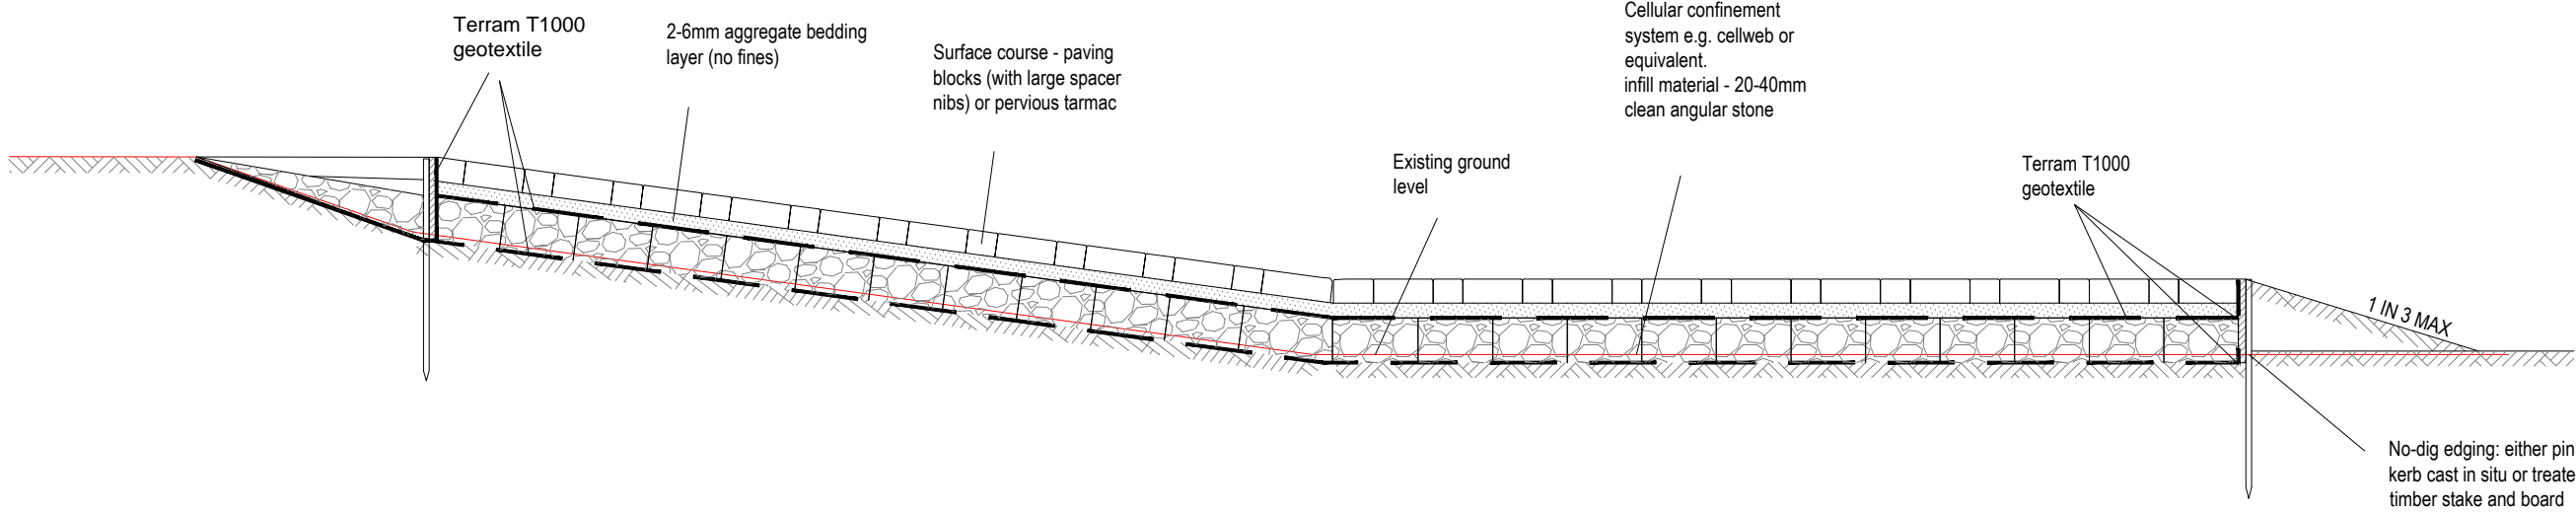 Terram T1000
geotextile
2-6mm aggregate bedding
layer (no fines)
Surface course - paving
blocks (with large spacer
nibs) or pervious tarmac
Cellular confinement
system e.g. cellweb or
equivalent.
infill material - 20-40mm
clean angular stone
Existing ground
level
Terram T1000
geotextile
1 IN 3 MAX
No-dig edging: either pin
kerb cast in situ or treate
timber stake and board